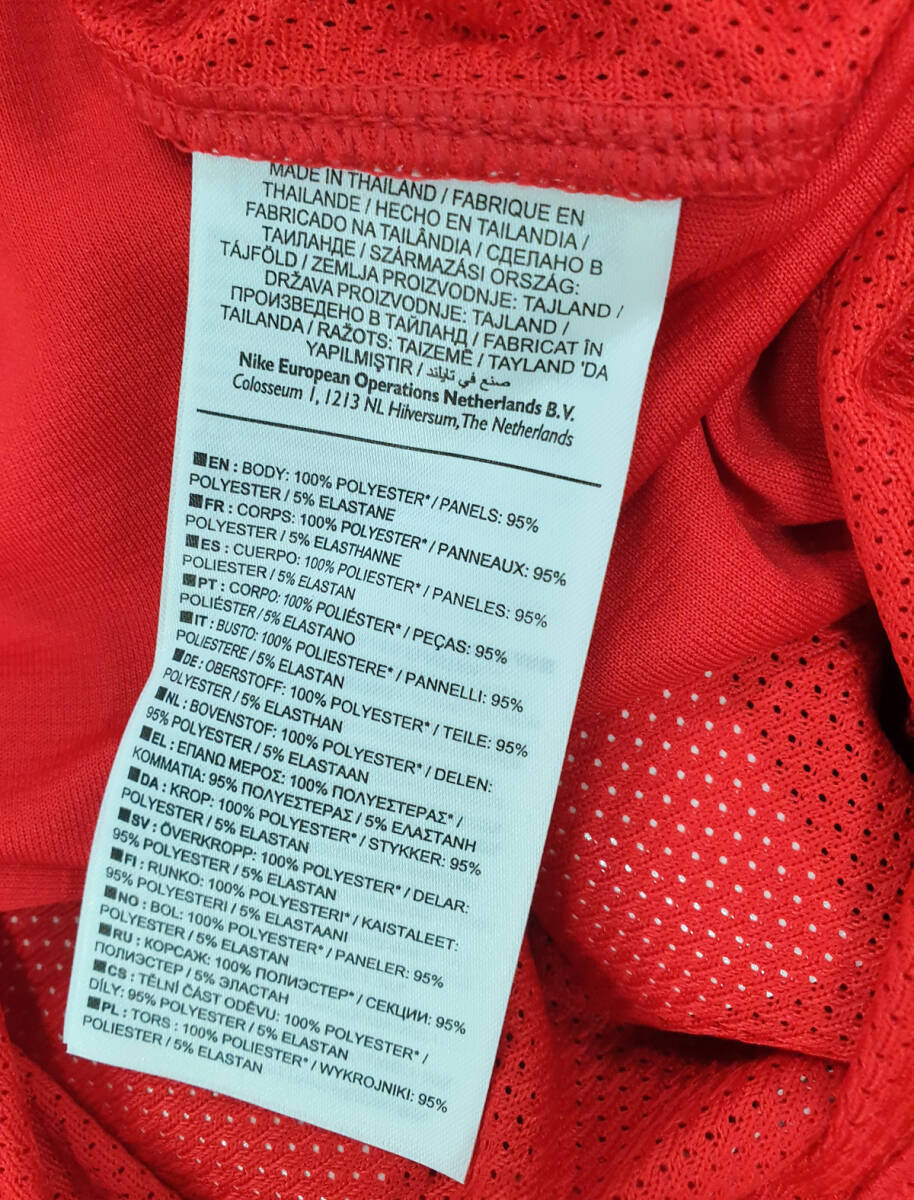 MADE IN THAILAND / FABRIQUE EN
THAILANDE / HECHO EN TAILANDIA /
FABRICADO NA TAILÂNDIA / СДЕЛАНО В
ТАИЛАНДЕ / SZÁRMAZÁSI ORSZÁG:
TÁJFÖLD / ZEMLJA PROIZVODNJE: TAJLAND /
DRŽAVA PROIZVODNJE: TAJLAND /
ПРОИЗВЕДЕНО В ТАЙЛАНД / FABRICAT ÎN
TAILANDA / RAŽOTS: TAIZEMĒ / TAYLAND 'DA
YAPILMIŞTIR / صنع في تايلند
Nike European Operations Netherlands B.V.
Colosseum 1, 1213 NL Hilversum, The Netherlands
EN : BODY: 100% POLYESTER* / PANELS: 95%
POLYESTER / 5% ELASTANE
FR : CORPS: 100% POLYESTER* / PANNEAUX: 95%
POLYESTER / 5% ELASTHANNE
ES : CUERPO: 100% POLIESTER* / PANELES: 95%
POLIESTER / 5% ELASTAN
PT : CORPO: 100% POLIÉSTER* / PEÇAS: 95%
POLIÉSTER / 5% ELASTANO
IT : BUSTO: 100% POLIESTERE* / PANNELLI: 95%
POLIESTERE / 5% ELASTAN
DE : OBERSTOFF: 100% POLYESTER* / TEILE: 95%
POLYESTER / 5% ELASTHAN
NL : BOVENSTOF: 100% POLYESTER* / DELEN:
95% POLYESTER / 5% ELASTAAN
EL : ΕΠΑΝΩ ΜΕΡΟΣ: 100% ΠΟΛΥΕΣΤΕΡΑΣ* /
ΚΟΜΜΑΤΙΑ: 95% ΠΟΛΥΕΣΤΕΡΑΣ / 5% ΕΛΑΣΤΑΝΗ
DA : KROP: 100% POLYESTER* / STYKKER: 95%
POLYESTER / 5% ELASTAN
SV : ÖVERKROPP: 100% POLYESTER* / DELAR:
95% POLYESTER / 5% ELASTAN
FI : RUNKO: 100% POLYESTERI* / KAISTALEET:
95% POLYESTERI / 5% ELASTAANI
NO : BOL: 100% POLYESTER* / PANELER: 95%
POLYESTER / 5% ELASTAN
RU : КОРСАЖ: 100% ПОЛИЭСТЕР* / СЕКЦИИ: 95%
ПОЛИЭСТЕР / 5% ЭЛАСТАН
CS : TĚLNÍ ČÁST ODĚVU: 100% POLYESTER* /
DÍLY: 95% POLYESTER / 5% ELASTAN
PL : TORS : 100% POLIESTER* / WYKROJNIKI: 95%
POLIESTER / 5% ELASTAN